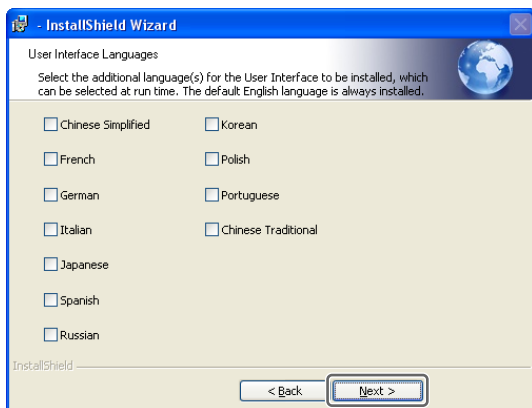 - InstallShield Wizard
User Interface Languages
Select the additional language(s) for the User Interface to be installed, which
can be selected at run time. The default English language is always installed.
Chinese Simplified
French
German
Italian
Japanese
Spanish
Russian
Korean
Polish
Portuguese
Chinese Traditional
InstallShield
< Back
Next >